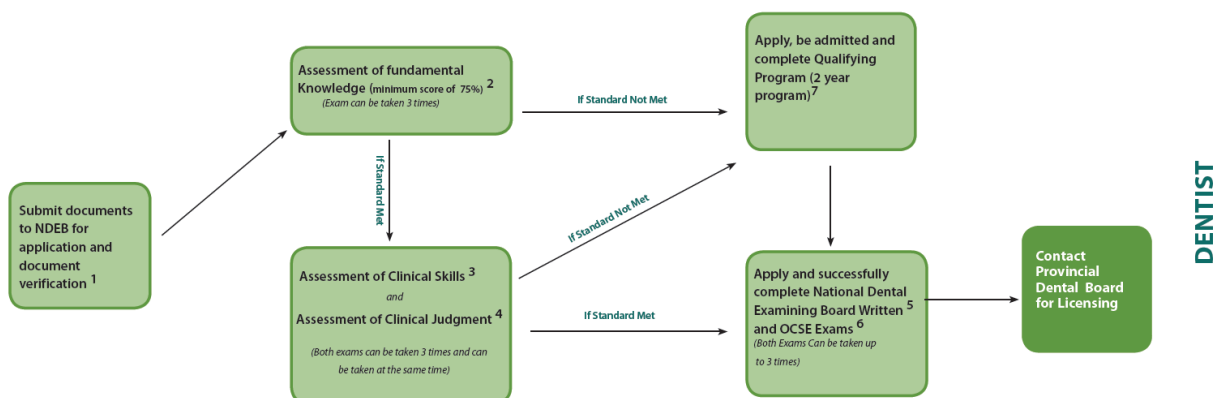 Submit documents
to NDEB for
application and
document
verification 1
Assessment of fundamental
Knowledge (minimum score of 75%) 2
(Exam can be taken 3 times)
If Standard Not Met
If Standard Met
Assessment of Clinical Skills 3
and
Assessment of Clinical Judgment 4
(Both exams can be taken 3 times and can
be taken at the same time)
If Standard Not Met
If Standard Met
Apply, be admitted and
complete Qualifying
Program (2 year
program)7
Apply and successfully
complete National Dental
Examining Board Written 5
and OCSE Exams 6
(Both Exams Can be taken up
to 3 times)
Contact
Provincial
Dental Board
for Licensing
DENTIST